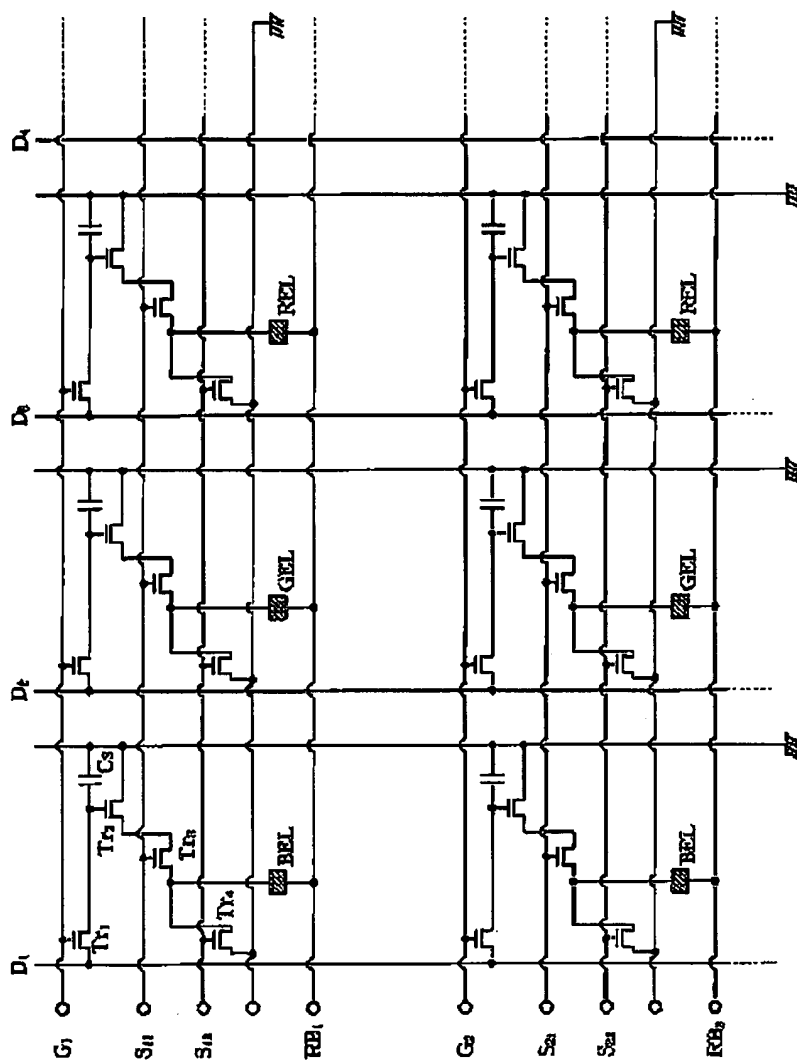 D₁ D₂ D₃ D₄
G₁
Tr₁ Tr₂ Cs
S₁₁
Tr₃
S₁₂
Tr₄
BEL GEL REL
RB₁
G₂
S₂₁
S₂₂
BEL GEL REL
RB₂